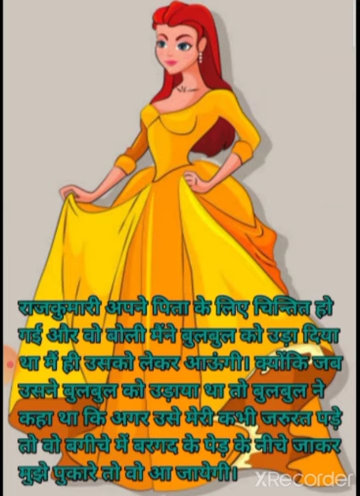 राजकुमारी अपने पिता के लिए चिन्तित हो
गई और वो बोली मैंने बुलबुल को उड़ा दिया
था मैं ही उसको लेकर आऊंगी। क्योंकि जब
उसने बुलबुल को उड़ाया था तो बुलबुल ने
कहा था कि अगर उसे मेरी कभी जरुरत पड़े
तो वो बगीचे में बरगद के पेड़ के नीचे जाकर
मुझे पुकारे तो वो आ जायेगी।
XRecorder